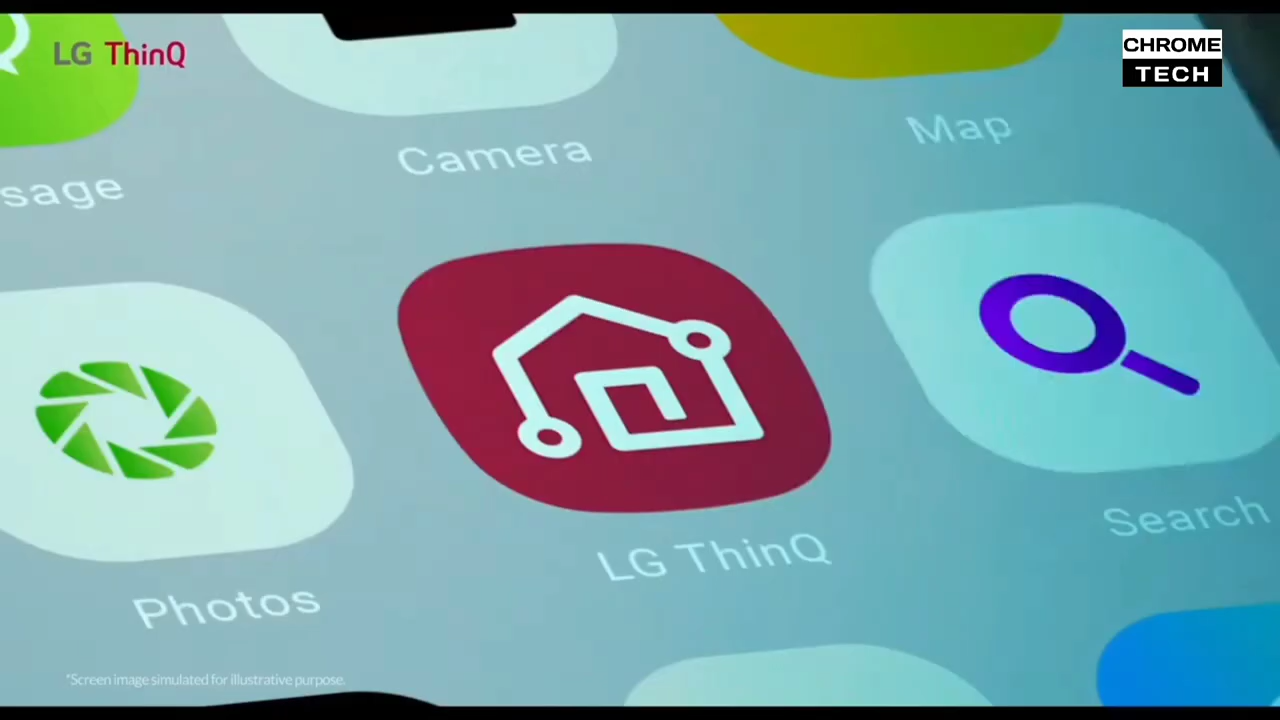 LG ThinQ
CHROME
TECH
Camera
Map
sage
LG ThinQ
Search
Photos
*Screen image simulated for illustrative purpose.